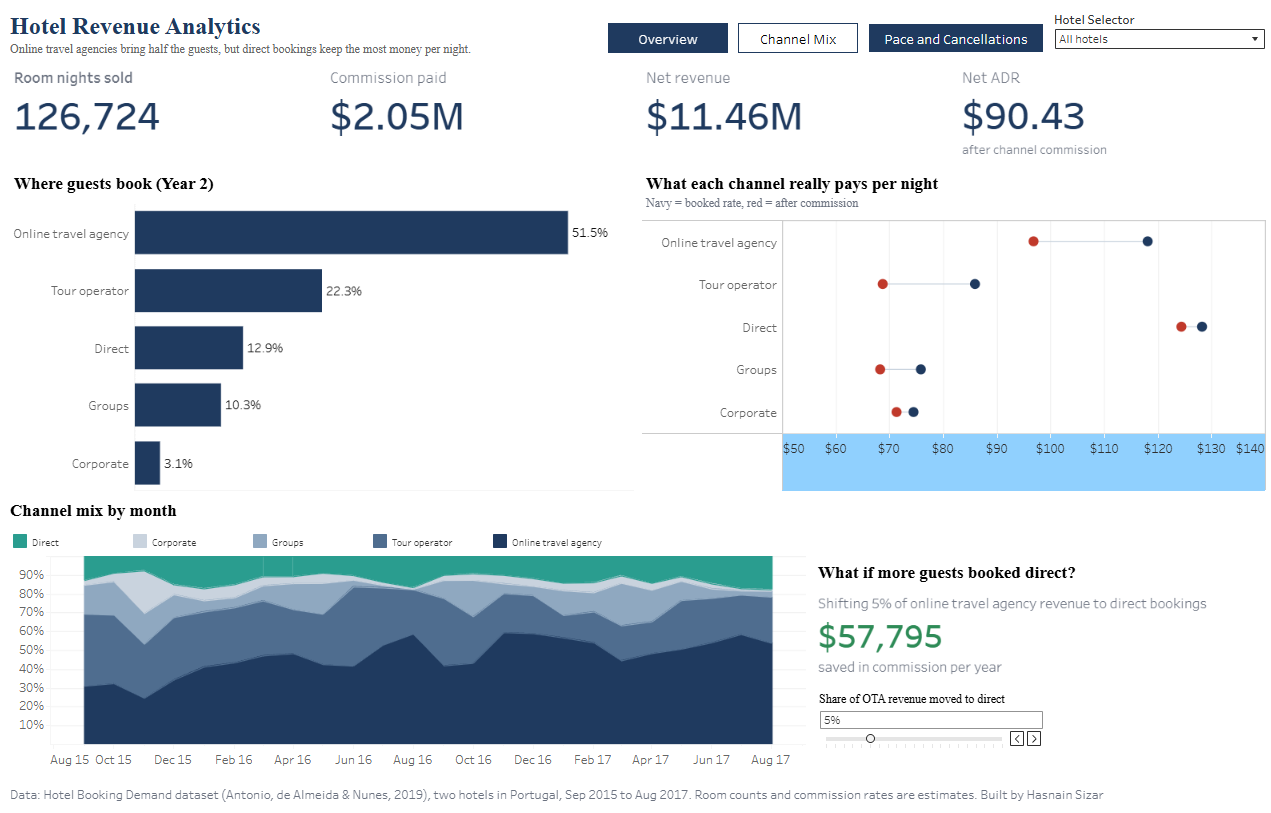 Hotel Revenue Analytics
Online travel agencies bring half the guests, but direct bookings keep the most money per night.
Overview
Channel Mix
Pace and Cancellations
Hotel Selector
All hotels
Room nights sold
126,724
Commission paid
$2.05M
Net revenue
$11.46M
Net ADR
$90.43
after channel commission
Where guests book (Year 2)
Online travel agency 51.5%
Tour operator 22.3%
Direct 12.9%
Groups 10.3%
Corporate 3.1%
What each channel really pays per night
Navy = booked rate, red = after commission
Online travel agency
Tour operator
Direct
Groups
Corporate
$50 $60 $70 $80 $90 $100 $110 $120 $130 $140
Channel mix by month
Direct Corporate Groups Tour operator Online travel agency
90%
80%
70%
60%
50%
40%
30%
20%
10%
Aug 15 Oct 15 Dec 15 Feb 16 Apr 16 Jun 16 Aug 16 Oct 16 Dec 16 Feb 17 Apr 17 Jun 17 Aug 17
What if more guests booked direct?
Shifting 5% of online travel agency revenue to direct bookings
$57,795
saved in commission per year
Share of OTA revenue moved to direct
5%
Data: Hotel Booking Demand dataset (Antonio, de Almeida & Nunes, 2019), two hotels in Portugal, Sep 2015 to Aug 2017. Room counts and commission rates are estimates. Built by Hasnain Sizar